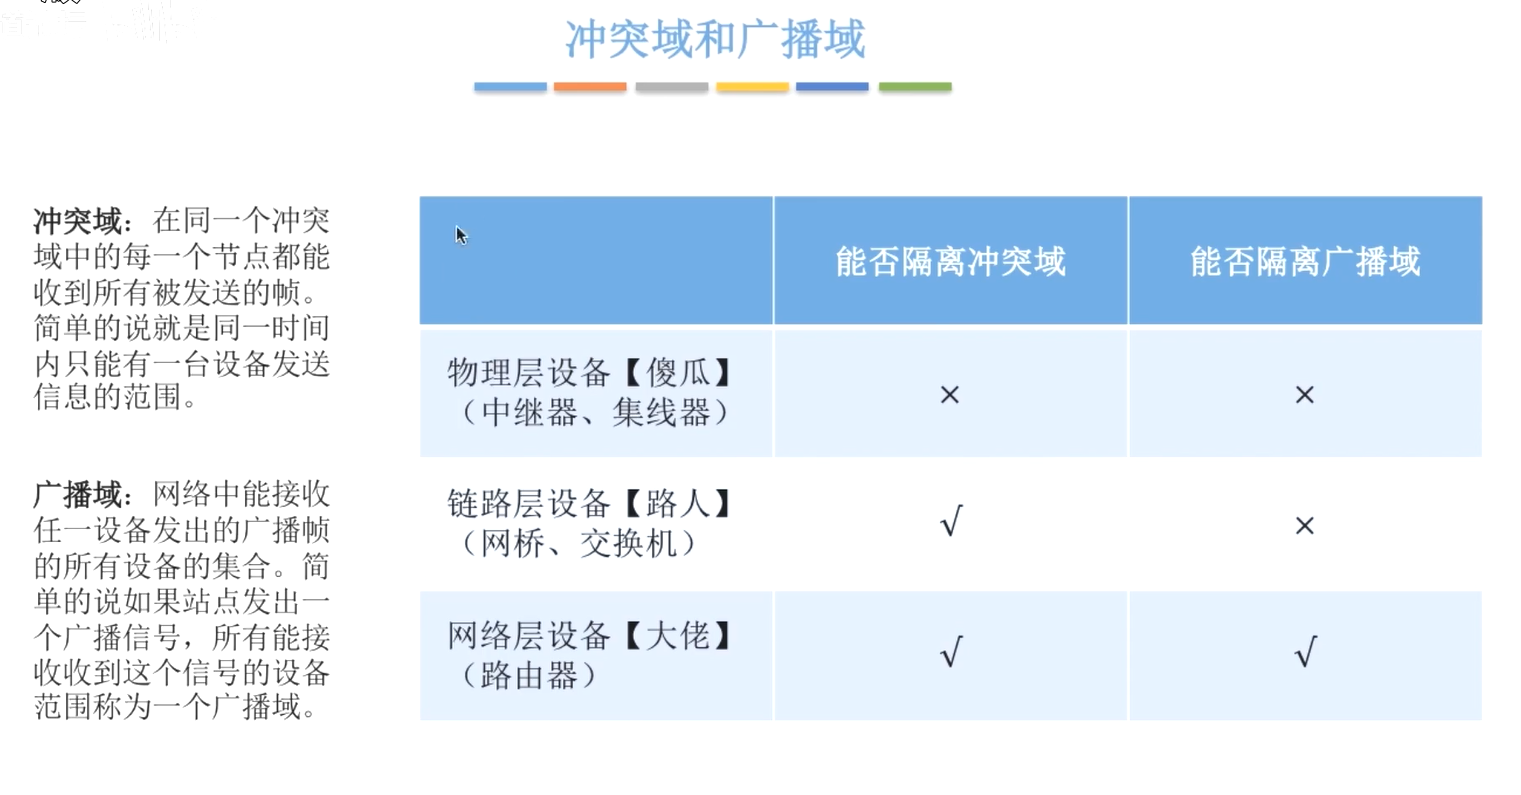 冲突域和广播域
冲突域：在同一个冲突
域中的每一个节点都能
收到所有被发送的帧。
简单的说就是同一时间
内只能有一台设备发送
信息的范围。
广播域：网络中能接收
任一设备发出的广播帧
的所有设备的集合。简
单的说如果站点发出一
个广播信号，所有能接
收收到这个信号的设备
范围称为一个广播域。
能否隔离冲突域 能否隔离广播域
物理层设备【傻瓜】
（中继器、集线器）
× ×
链路层设备【路人】
（网桥、交换机）
√ ×
网络层设备【大佬】
（路由器）
√ √